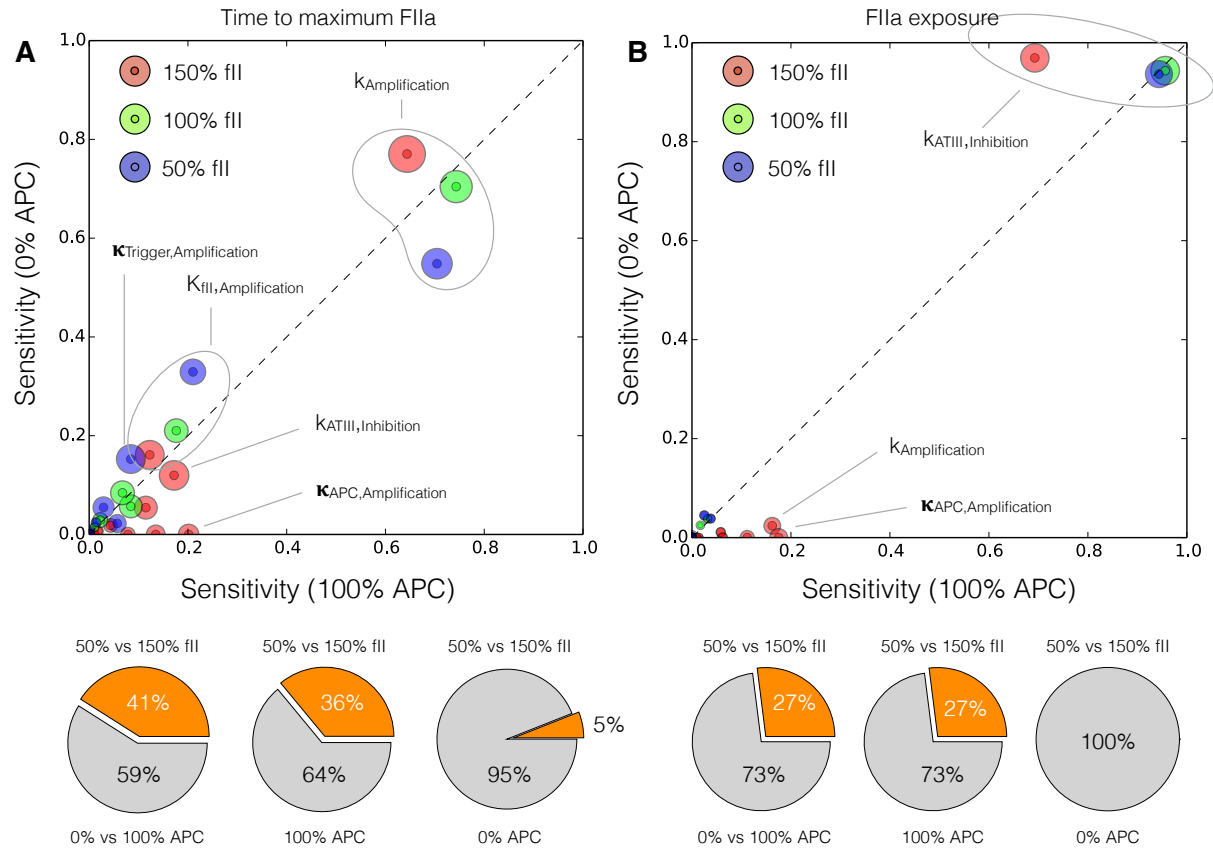 Time to maximum FIIa
A
1.0
0.8
0.6
0.4
0.2
0.0
Sensitivity (0% APC)
150% fII
100% fII
50% fII
kAmplification
κTrigger,Amplification
KfII,Amplification
kATIII,Inhibition
κAPC,Amplification
0.0 0.2 0.4 0.6 0.8 1.0
Sensitivity (100% APC)
50% vs 150% fII
41%
59%
0% vs 100% APC
50% vs 150% fII
36%
64%
100% APC
50% vs 150% fII
5%
95%
0% APC
FIIa exposure
B
1.0
0.8
0.6
0.4
0.2
0.0
Sensitivity (0% APC)
150% fII
100% fII
50% fII
kATIII,Inhibition
kAmplification
κAPC,Amplification
0.0 0.2 0.4 0.6 0.8 1.0
Sensitivity (100% APC)
50% vs 150% fII
27%
73%
0% vs 100% APC
50% vs 150% fII
27%
73%
100% APC
50% vs 150% fII
100%
0% APC